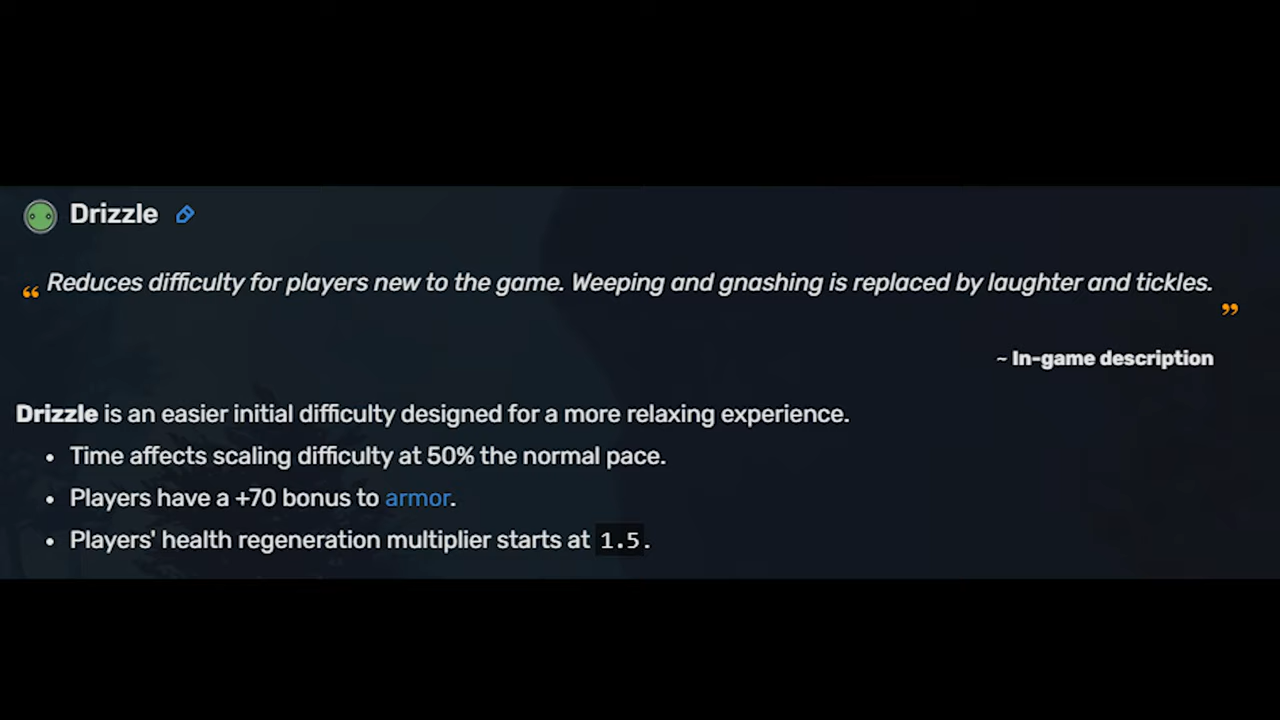 Drizzle
“ Reduces difficulty for players new to the game. Weeping and gnashing is replaced by laughter and tickles. ”
~ In-game description
Drizzle is an easier initial difficulty designed for a more relaxing experience.
• Time affects scaling difficulty at 50% the normal pace.
• Players have a +70 bonus to armor.
• Players' health regeneration multiplier starts at 1.5.